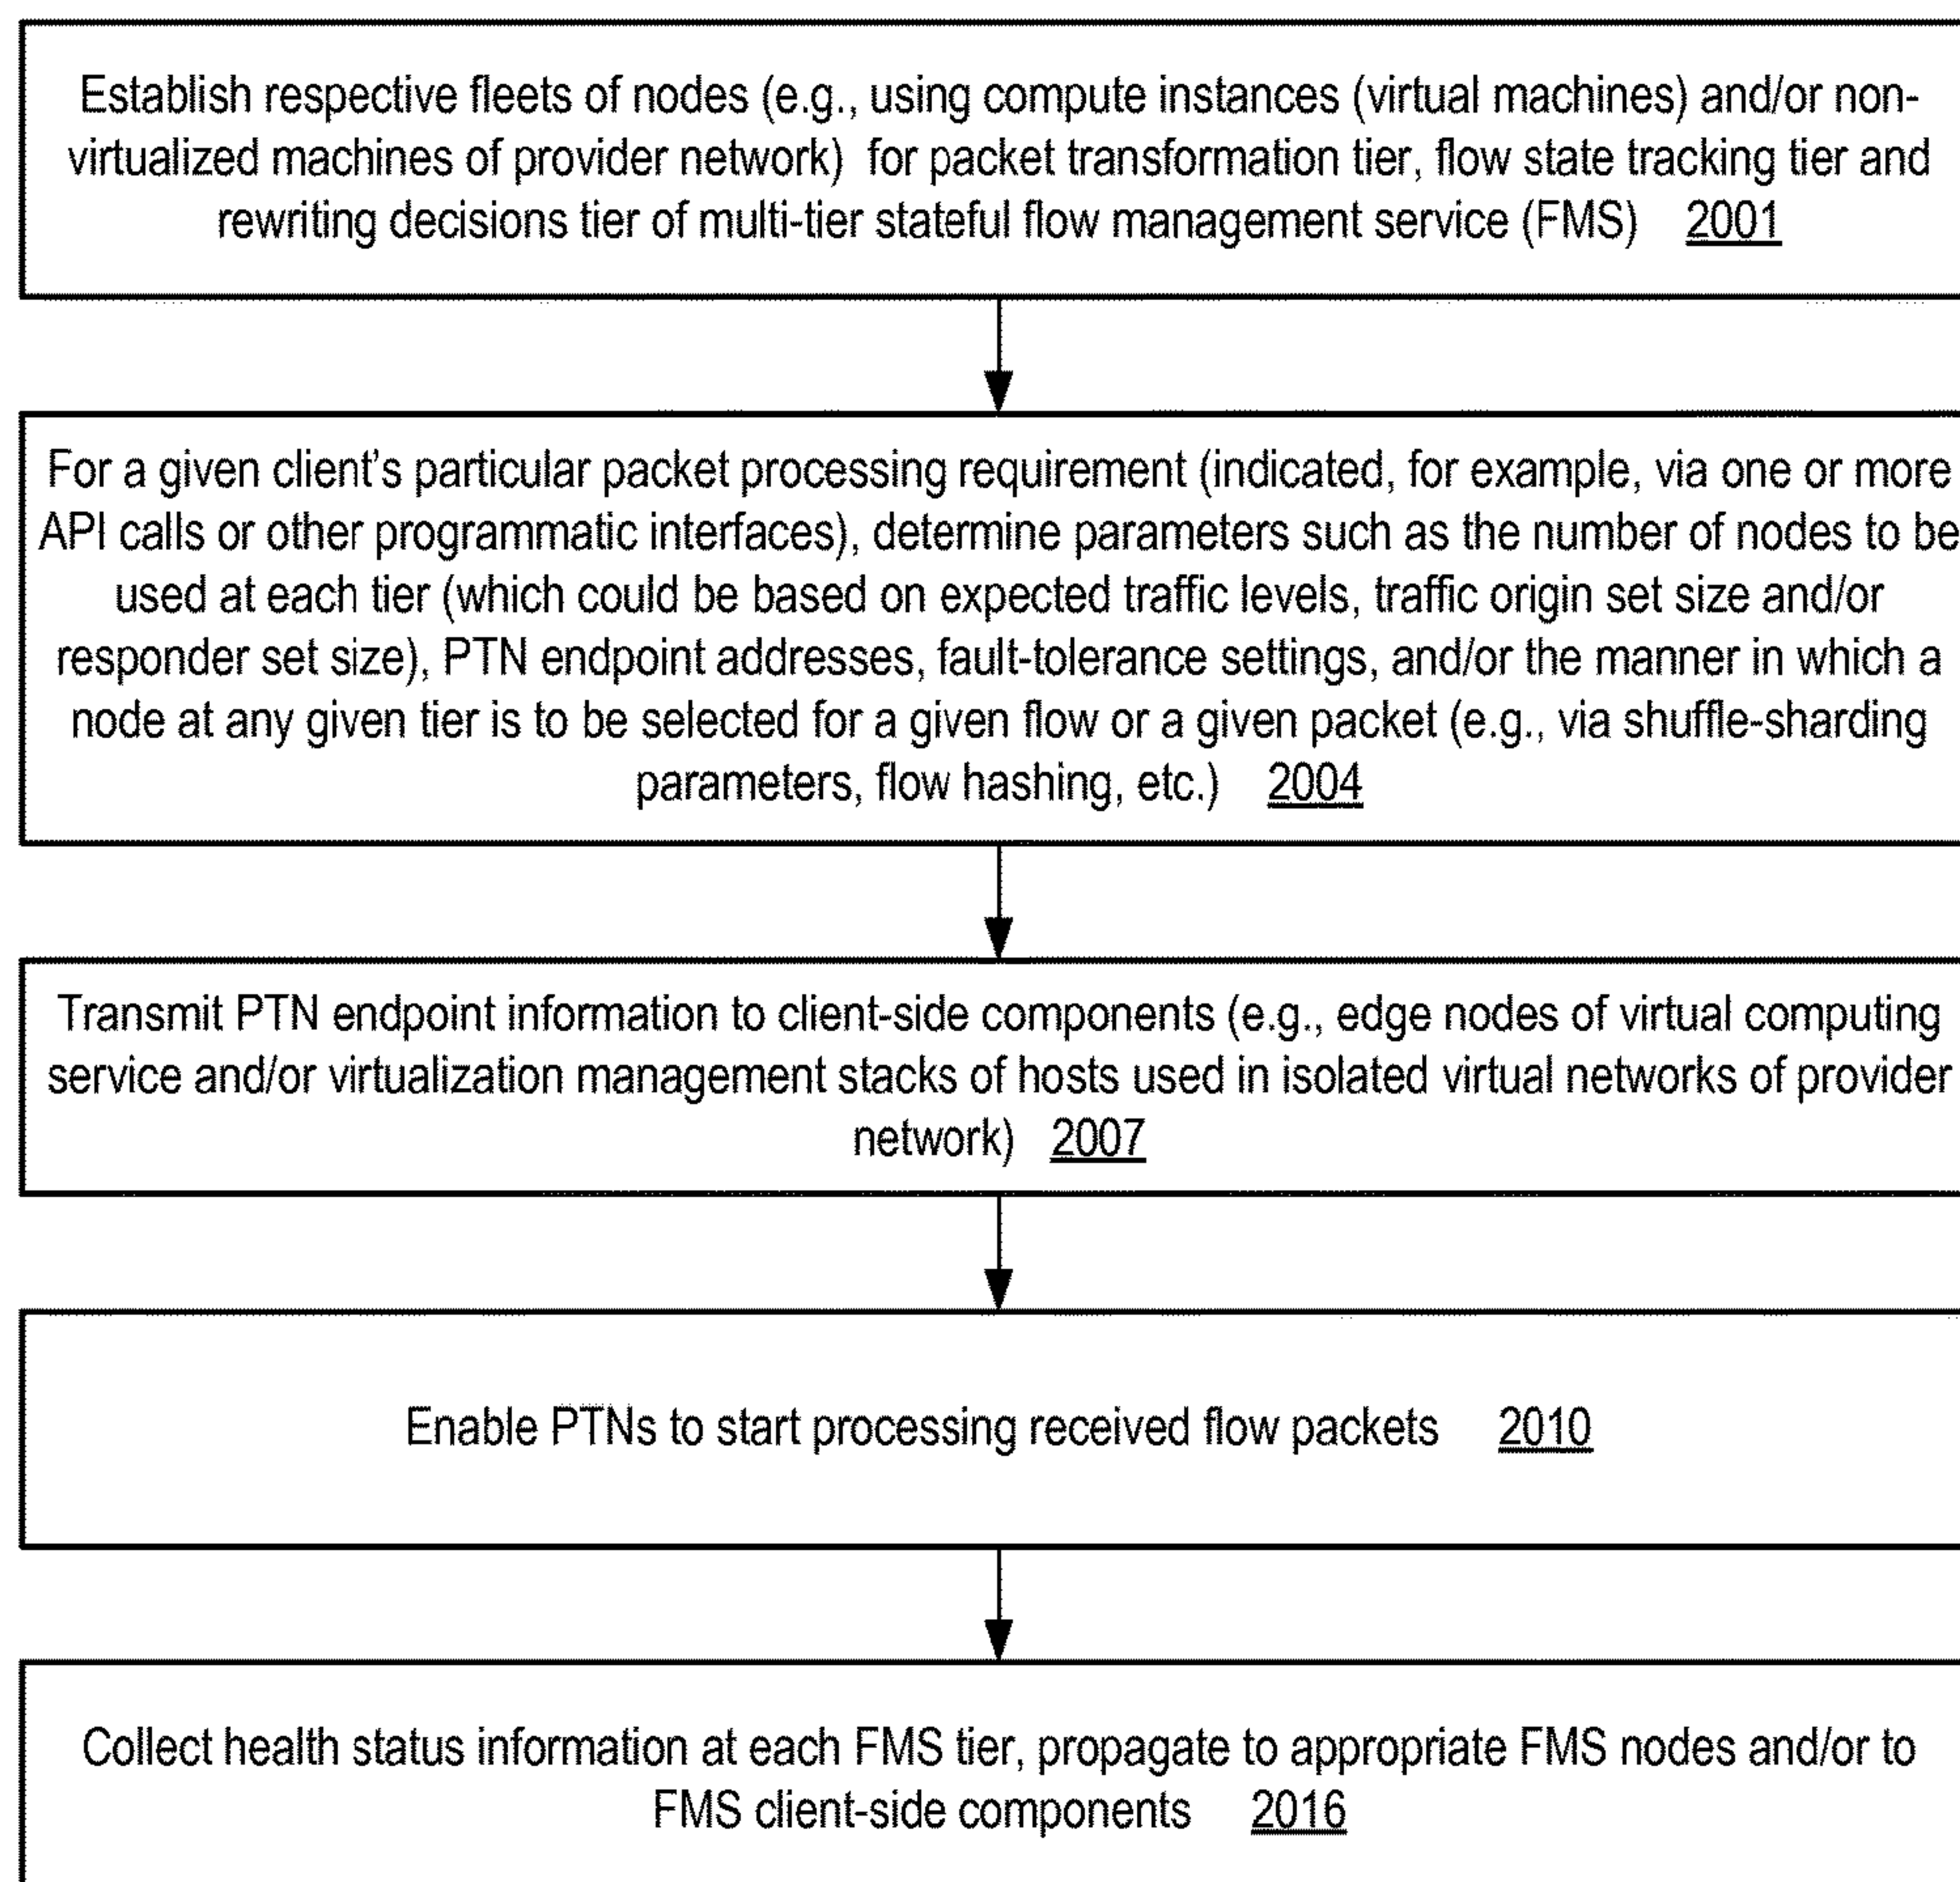 Establish respective fleets of nodes (e.g., using compute instances (virtual machines) and/or non-
virtualized machines of provider network) for packet transformation tier, flow state tracking tier and
rewriting decisions tier of multi-tier stateful flow management service (FMS) 2001
For a given client's particular packet processing requirement (indicated, for example, via one or more
API calls or other programmatic interfaces), determine parameters such as the number of nodes to be
used at each tier (which could be based on expected traffic levels, traffic origin set size and/or
responder set size), PTN endpoint addresses, fault-tolerance settings, and/or the manner in which a
node at any given tier is to be selected for a given flow or a given packet (e.g., via shuffle-sharding
parameters, flow hashing, etc.) 2004
Transmit PTN endpoint information to client-side components (e.g., edge nodes of virtual computing
service and/or virtualization management stacks of hosts used in isolated virtual networks of provider
network) 2007
Enable PTNs to start processing received flow packets 2010
Collect health status information at each FMS tier, propagate to appropriate FMS nodes and/or to
FMS client-side components 2016